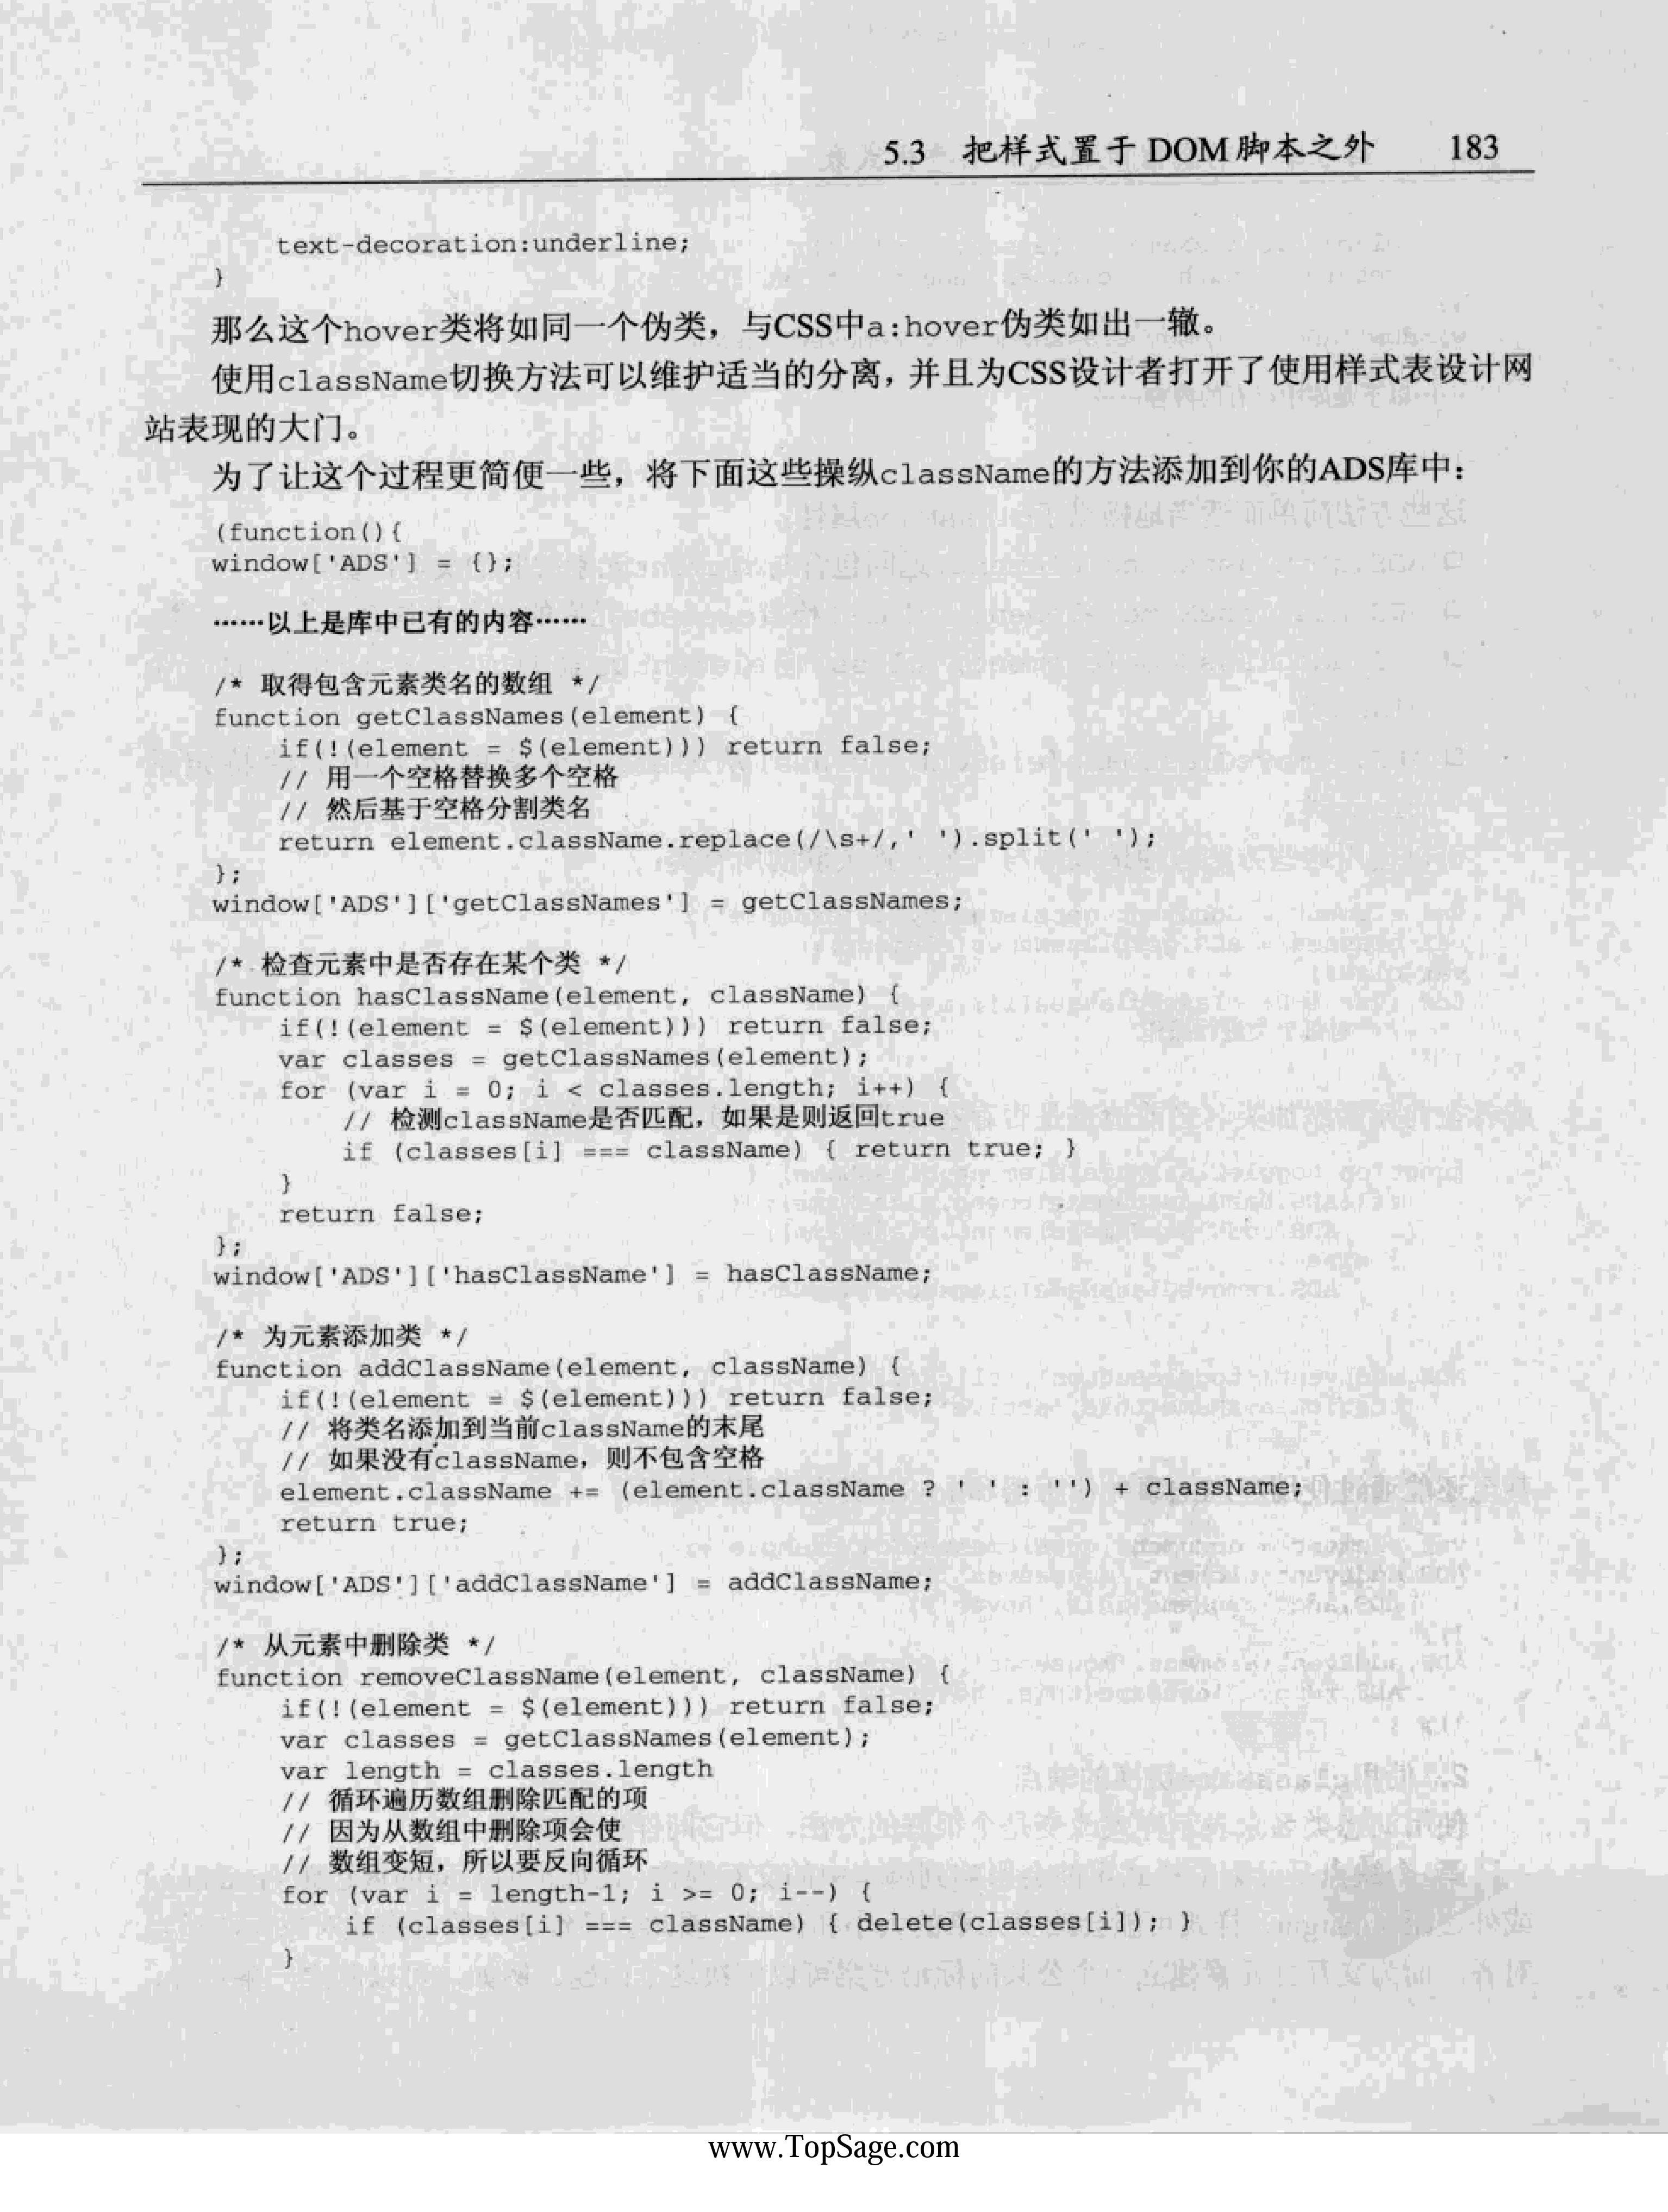 5.3 把样式置于 DOM 脚本之外 183
    text-decoration:underline;
}
那么这个hover类将如同一个伪类，与CSS中a:hover伪类如出一辙。
使用className切换方法可以维护适当的分离，并且为CSS设计者打开了使用样式表设计网
站表现的大门。
为了让这个过程更简便一些，将下面这些操纵className的方法添加到你的ADS库中：
(function(){
window['ADS'] = {};
……以上是库中已有的内容……
/* 取得包含元素类名的数组 */
function getClassNames(element) {
    if(!(element = $(element))) return false;
    // 用一个空格替换多个空格
    // 然后基于空格分割类名
    return element.className.replace(/\s+/,' ').split(' ');
};
window['ADS']['getClassNames'] = getClassNames;
/* 检查元素中是否存在某个类 */
function hasClassName(element, className) {
    if(!(element = $(element))) return false;
    var classes = getClassNames(element);
    for (var i = 0; i < classes.length; i++) {
        // 检测className是否匹配，如果是则返回true
        if (classes[i] === className) { return true; }
    }
    return false;
};
window['ADS']['hasClassName'] = hasClassName;
/* 为元素添加类 */
function addClassName(element, className) {
    if(!(element = $(element))) return false;
    // 将类名添加到当前className的末尾
    // 如果没有className，则不包含空格
    element.className += (element.className ? ' ' : '') + className;
    return true;
};
window['ADS']['addClassName'] = addClassName;
/* 从元素中删除类 */
function removeClassName(element, className) {
    if(!(element = $(element))) return false;
    var classes = getClassNames(element);
    var length = classes.length
    // 循环遍历数组删除匹配的项
    // 因为从数组中删除项会使
    // 数组变短，所以要反向循环
    for (var i = length-1; i >= 0; i--) {
        if (classes[i] === className) { delete(classes[i]); }
    }
www.TopSage.com